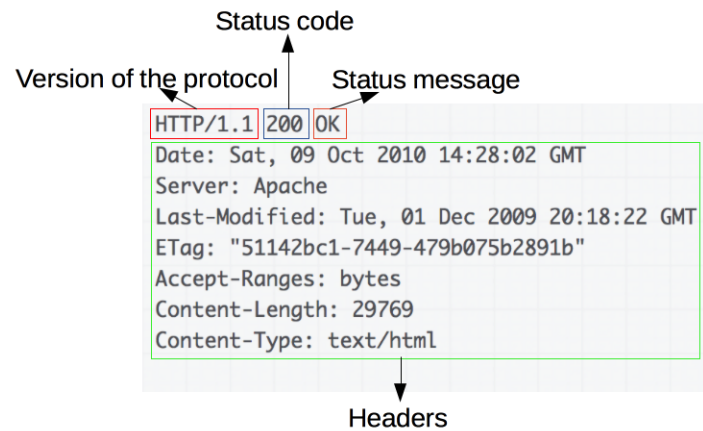 Status code
Version of the protocol
Status message
HTTP/1.1 200 OK
Date: Sat, 09 Oct 2010 14:28:02 GMT
Server: Apache
Last-Modified: Tue, 01 Dec 2009 20:18:22 GMT
ETag: "51142bc1-7449-479b075b2891b"
Accept-Ranges: bytes
Content-Length: 29769
Content-Type: text/html
Headers